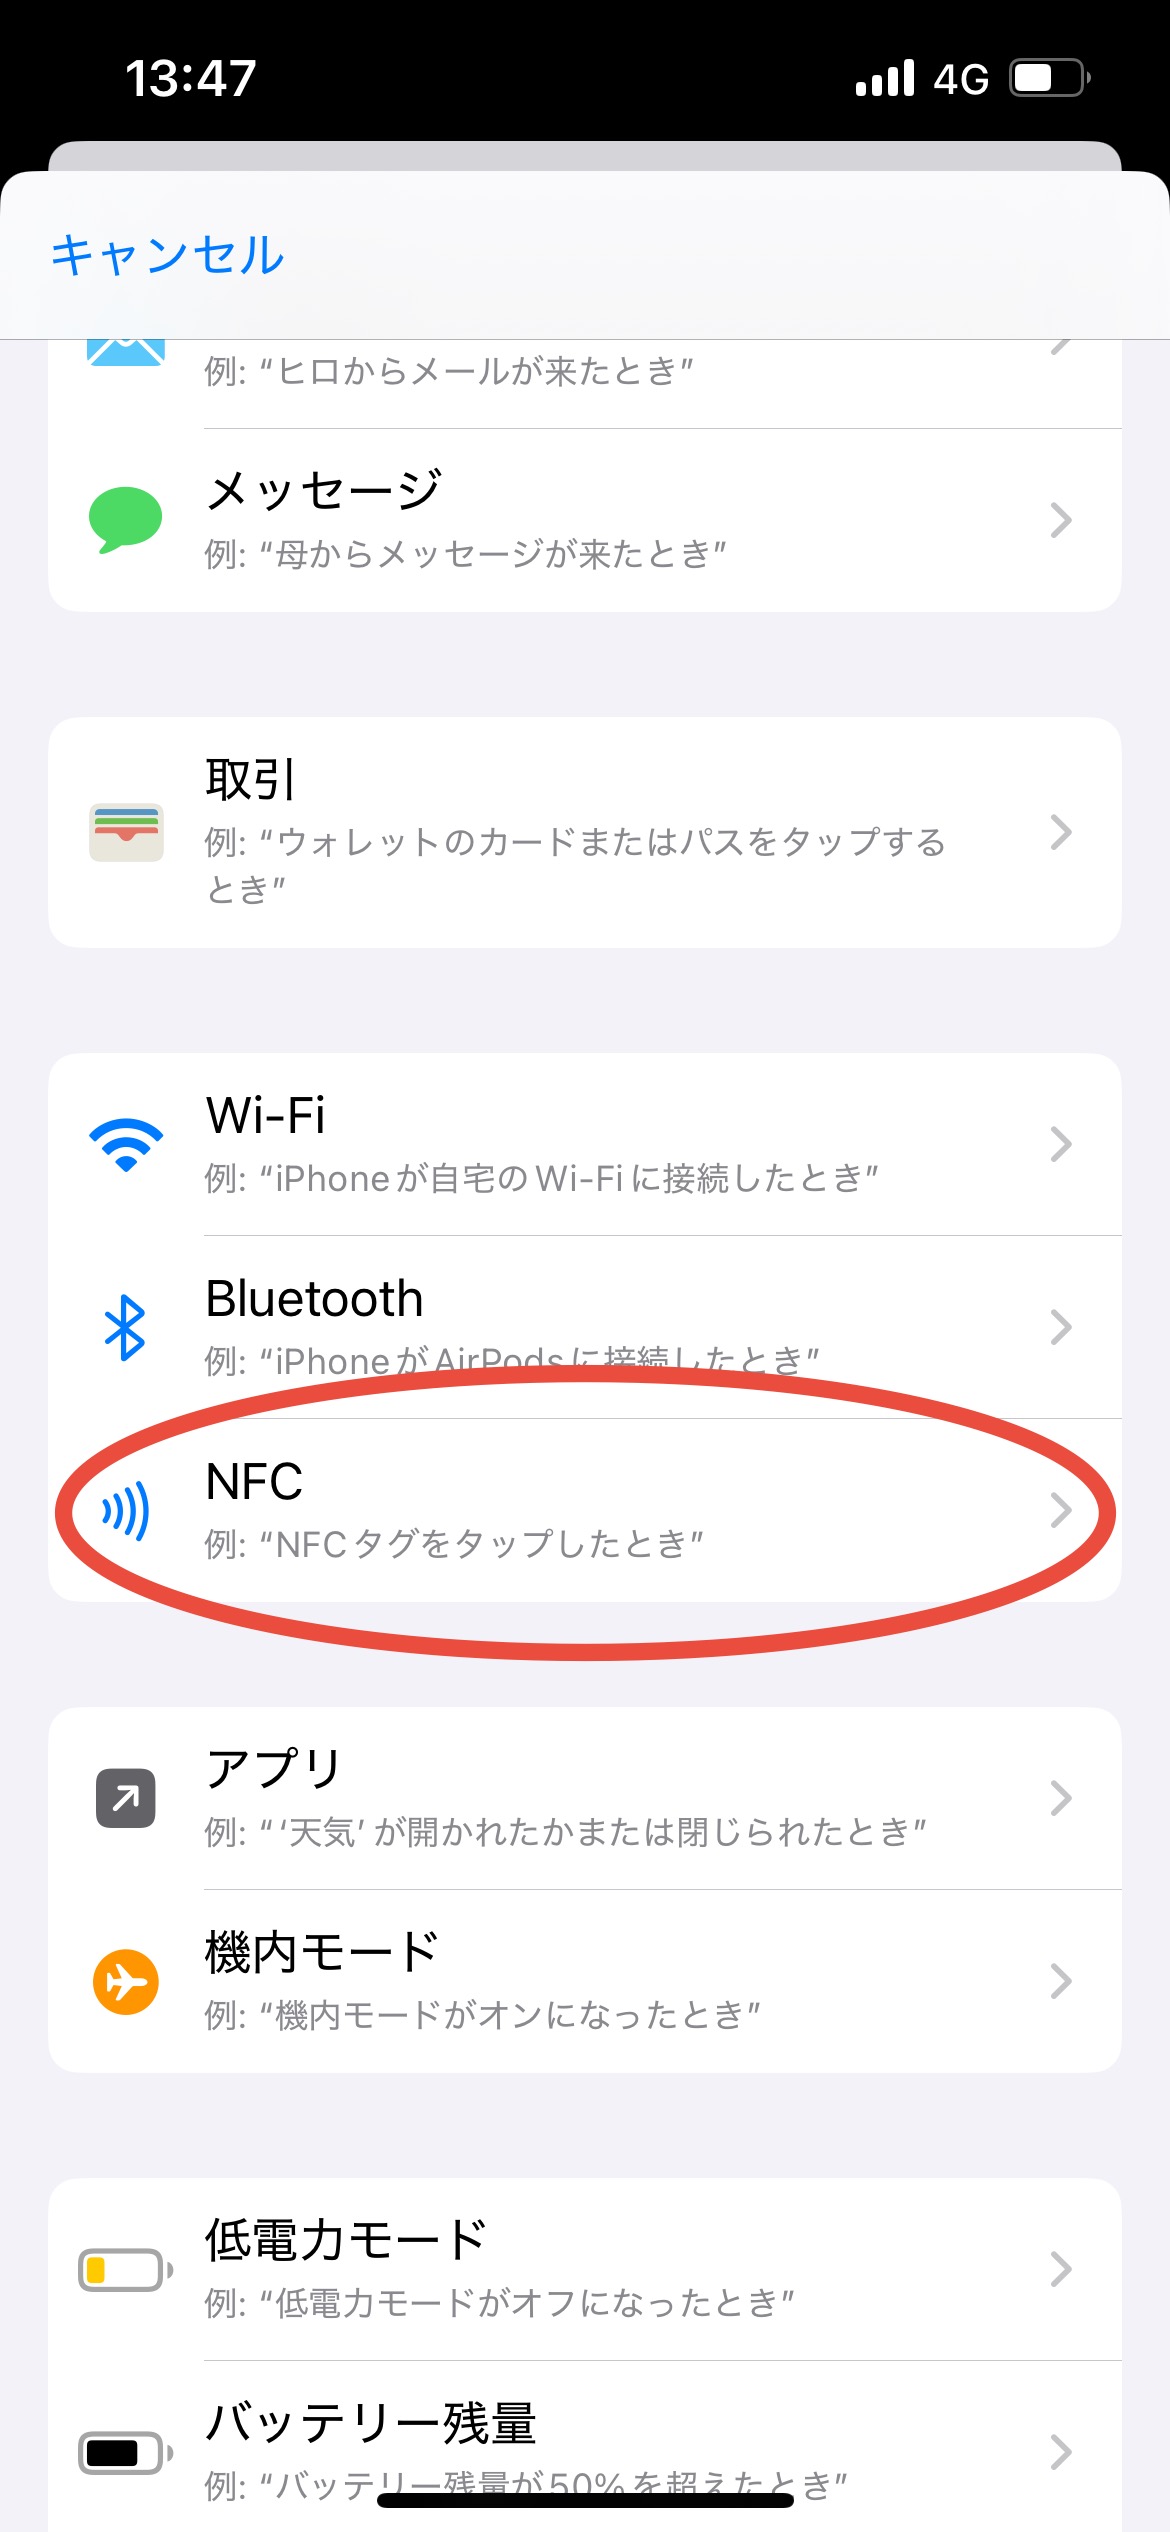 13:47
4G
キャンセル
例: “ヒロからメールが来たとき”
メッセージ
例: “母からメッセージが来たとき”
取引
例: “ウォレットのカードまたはパスをタップする
とき”
Wi-Fi
例: “iPhoneが自宅のWi-Fiに接続したとき”
Bluetooth
例: “iPhoneがAirPodsに接続したとき”
NFC
例: “NFCタグをタップしたとき”
アプリ
例: “‘天気’ が開かれたかまたは閉じられたとき”
機内モード
例: “機内モードがオンになったとき”
低電力モード
例: “低電力モードがオフになったとき”
バッテリー残量
例: “バッテリー残量が50%を超えたとき”